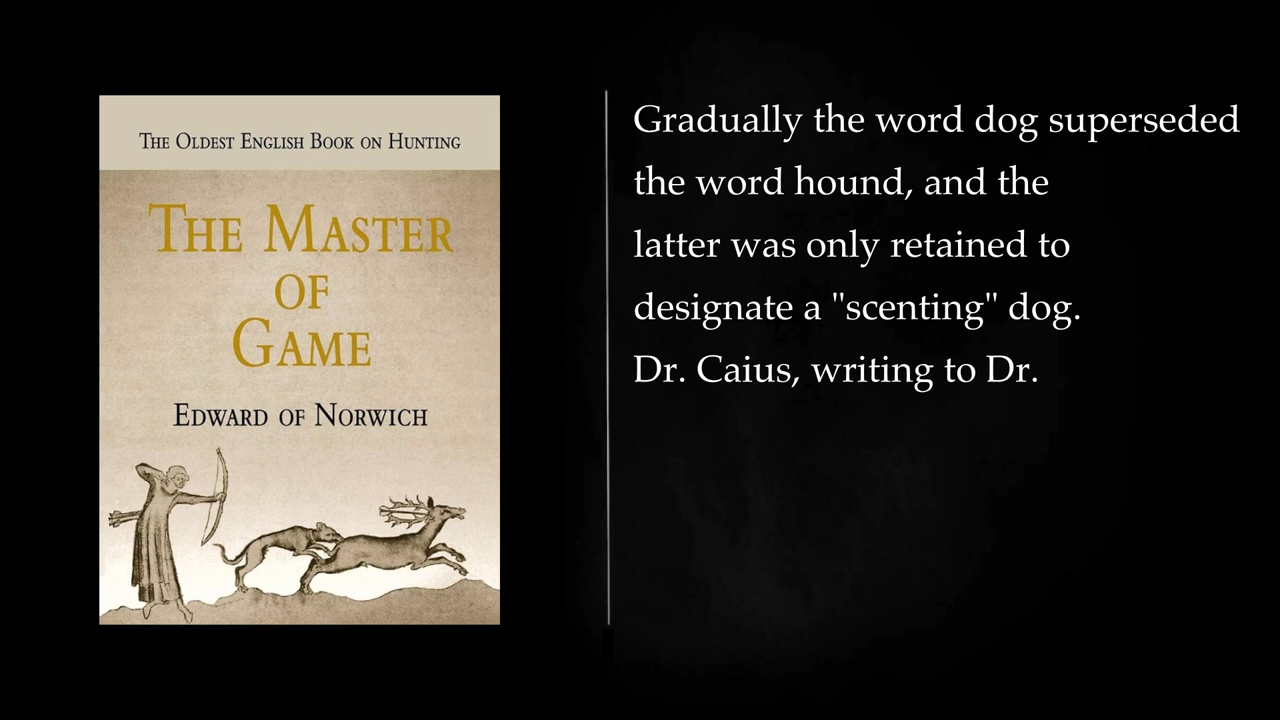 The Oldest English Book on Hunting
The Master
of
Game
Edward of Norwich
Gradually the word dog superseded
the word hound, and the
latter was only retained to
designate a "scenting" dog.
Dr. Caius, writing to Dr.